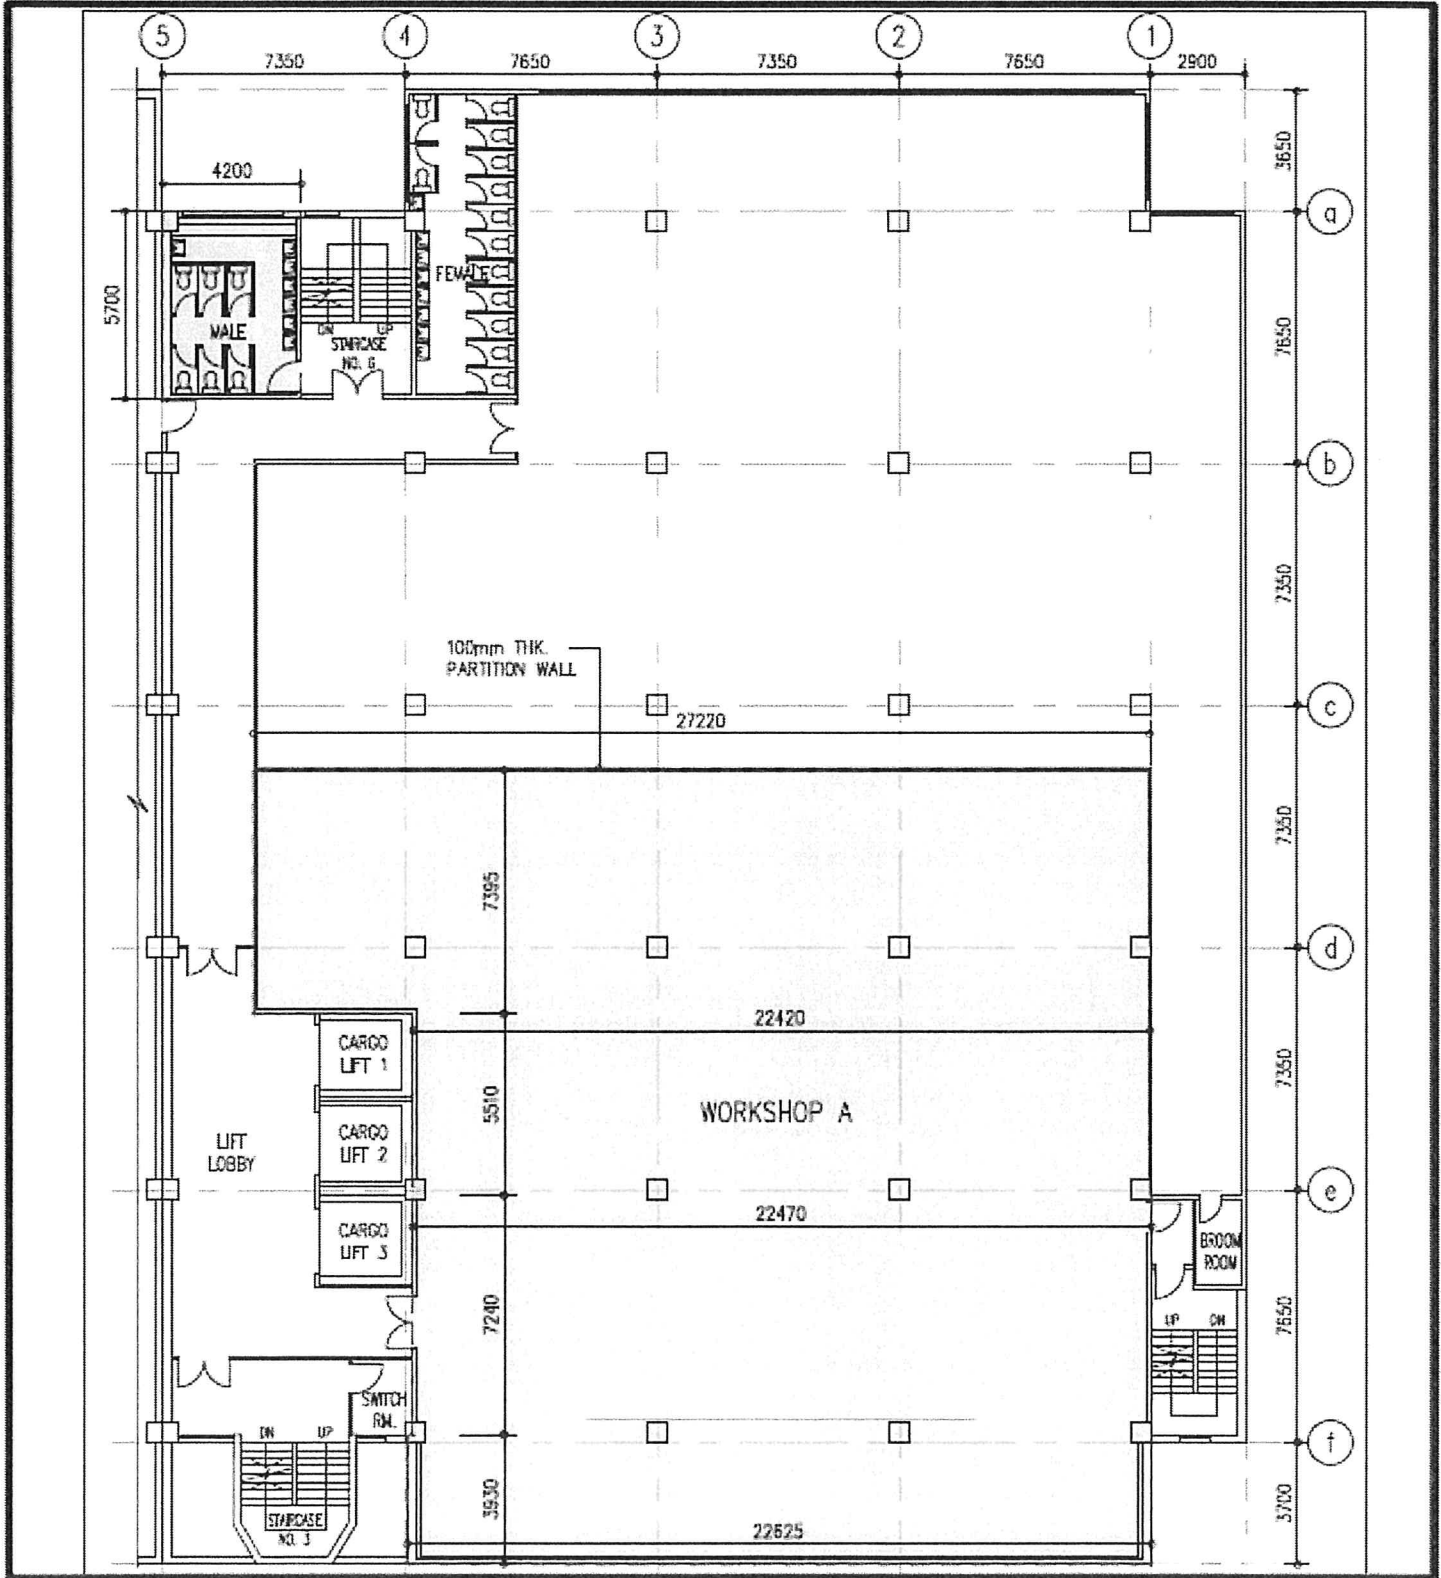 5 4 3 2 1
7350 7650 7350 7650 2900
3650
4200
a
5700
7650
FEMALE
MALE
DN UP
STAIRCASE
NO. 6
b
7350
100mm THK.
PARTITION WALL
c
27220
7350
7395
d
22420
CARGO
LIFT 1
5510
7350
WORKSHOP A
CARGO
LIFT 2
LIFT
LOBBY
e
22470
CARGO
LIFT 3
BROOM
ROOM
7240
7650
UP DN
SWITCH
RM.
DN UP
f
3930
3700
STAIRCASE
NO. 3
22625